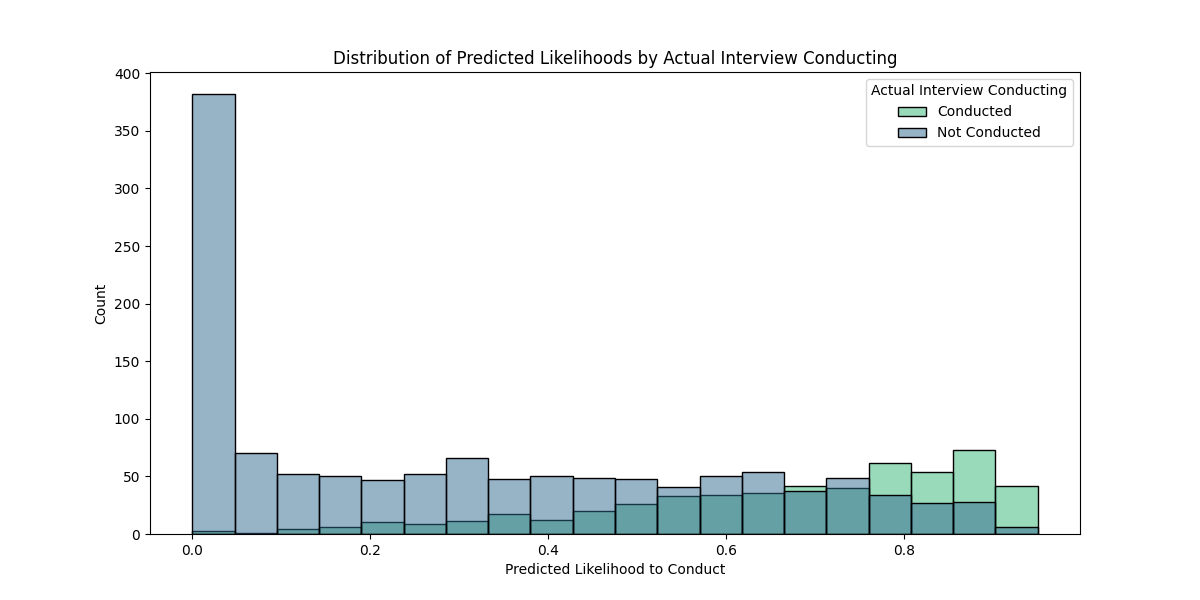 Distribution of Predicted Likelihoods by Actual Interview Conducting
Actual Interview Conducting
Conducted
Not Conducted
Count
400
350
300
250
200
150
100
50
0
0.0 0.2 0.4 0.6 0.8
Predicted Likelihood to Conduct